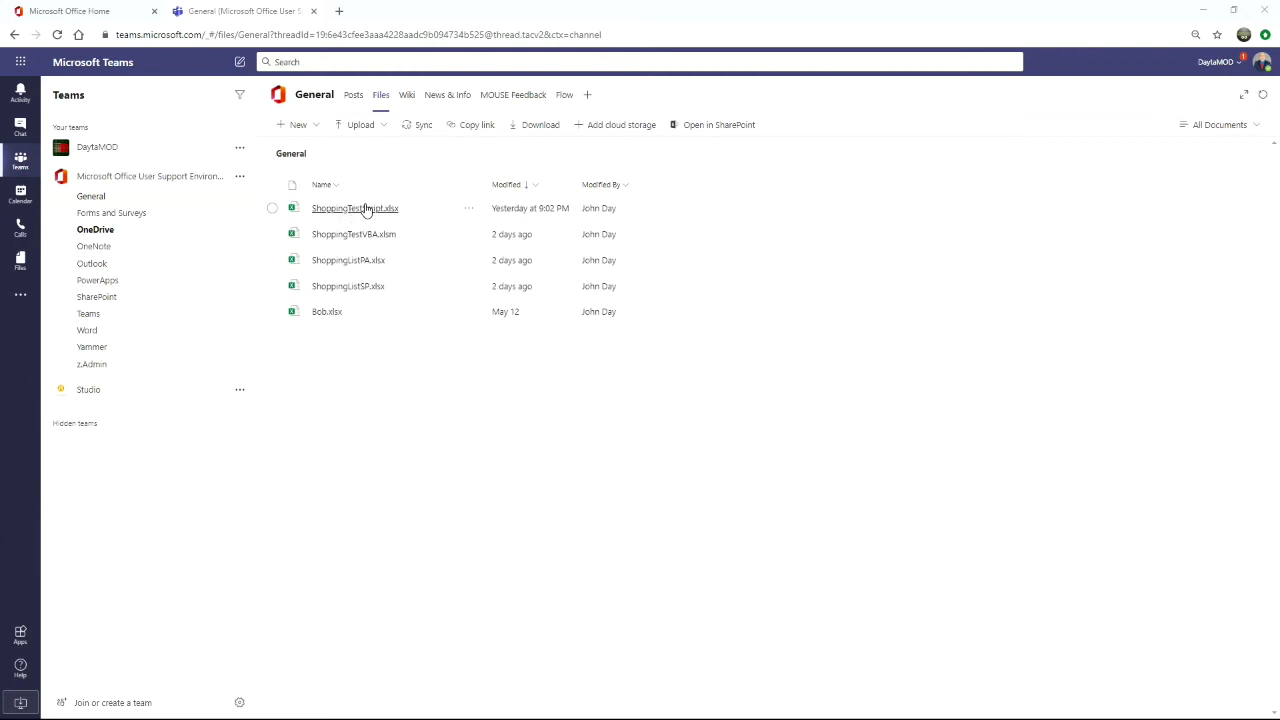 Microsoft Office Home
General (Microsoft Office User S
teams.microsoft.com/_#/files/General?threadId=19:6e43cfee3aaa4228aadc9b094734b525@thread.tacv2&ctx=channel
Microsoft Teams
Search
DaytaMOD
1
Activity
Chat
Teams
Calendar
Calls
Files
Apps
Help
Teams
Your teams
DaytaMOD
Microsoft Office User Support Environ...
General
Forms and Surveys
OneDrive
OneNote
Outlook
PowerApps
SharePoint
Teams
Word
Yammer
z.Admin
Studio
Hidden teams
Join or create a team
General Posts Files Wiki News & Info MOUSE Feedback Flow
New Upload Sync Copy link Download Add cloud storage Open in SharePoint All Documents
General
Name Modified Modified By
Yesterday at 9:02 PM John Day
ShoppingTestVBA.xlsm 2 days ago John Day
ShoppingListPA.xlsx 2 days ago John Day
ShoppingListSP.xlsx 2 days ago John Day
Bob.xlsx May 12 John Day